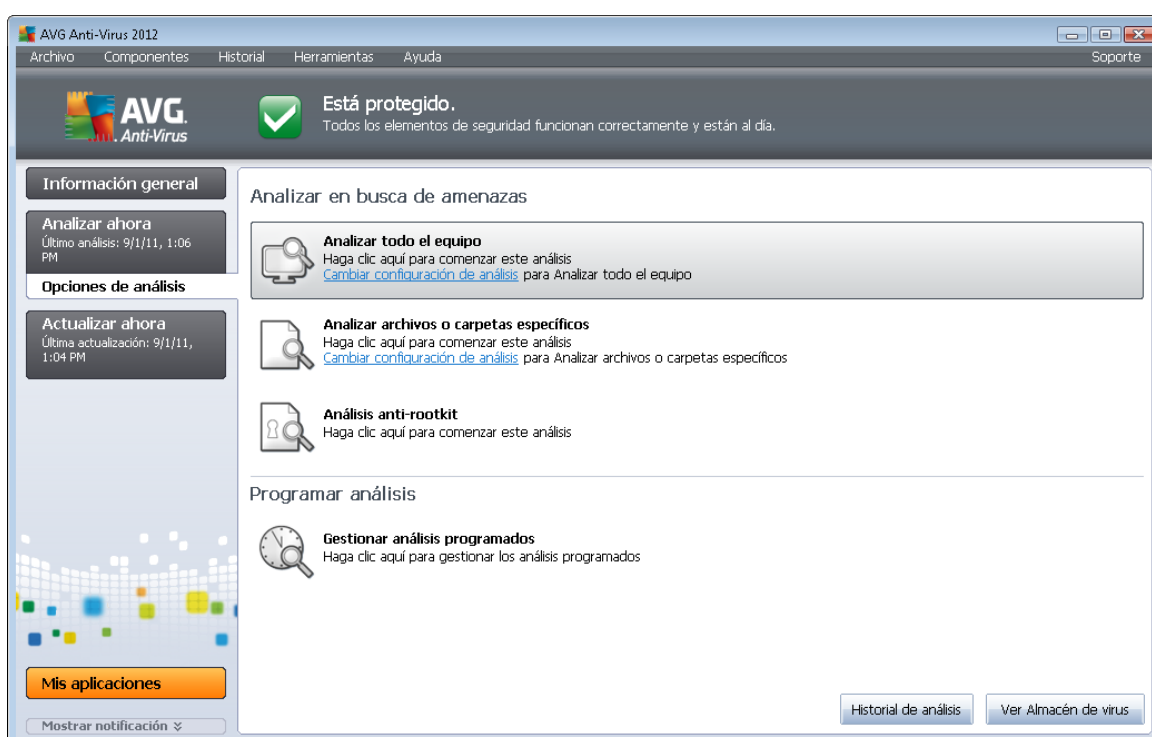 AVG Anti-Virus 2012
Archivo Componentes Historial Herramientas Ayuda Soporte
AVG.
Anti-Virus
Está protegido.
Todos los elementos de seguridad funcionan correctamente y están al día.
Información general
Analizar ahora
Último análisis: 9/1/11, 1:06
PM
Opciones de análisis
Actualizar ahora
Última actualización: 9/1/11,
1:04 PM
Mis aplicaciones
Mostrar notificación
Analizar en busca de amenazas
Analizar todo el equipo
Haga clic aquí para comenzar este análisis
Cambiar configuración de análisis para Analizar todo el equipo
Analizar archivos o carpetas específicos
Haga clic aquí para comenzar este análisis
Cambiar configuración de análisis para Analizar archivos o carpetas específicos
Análisis anti-rootkit
Haga clic aquí para comenzar este análisis
Programar análisis
Gestionar análisis programados
Haga clic aquí para gestionar los análisis programados
Historial de análisis Ver Almacén de virus